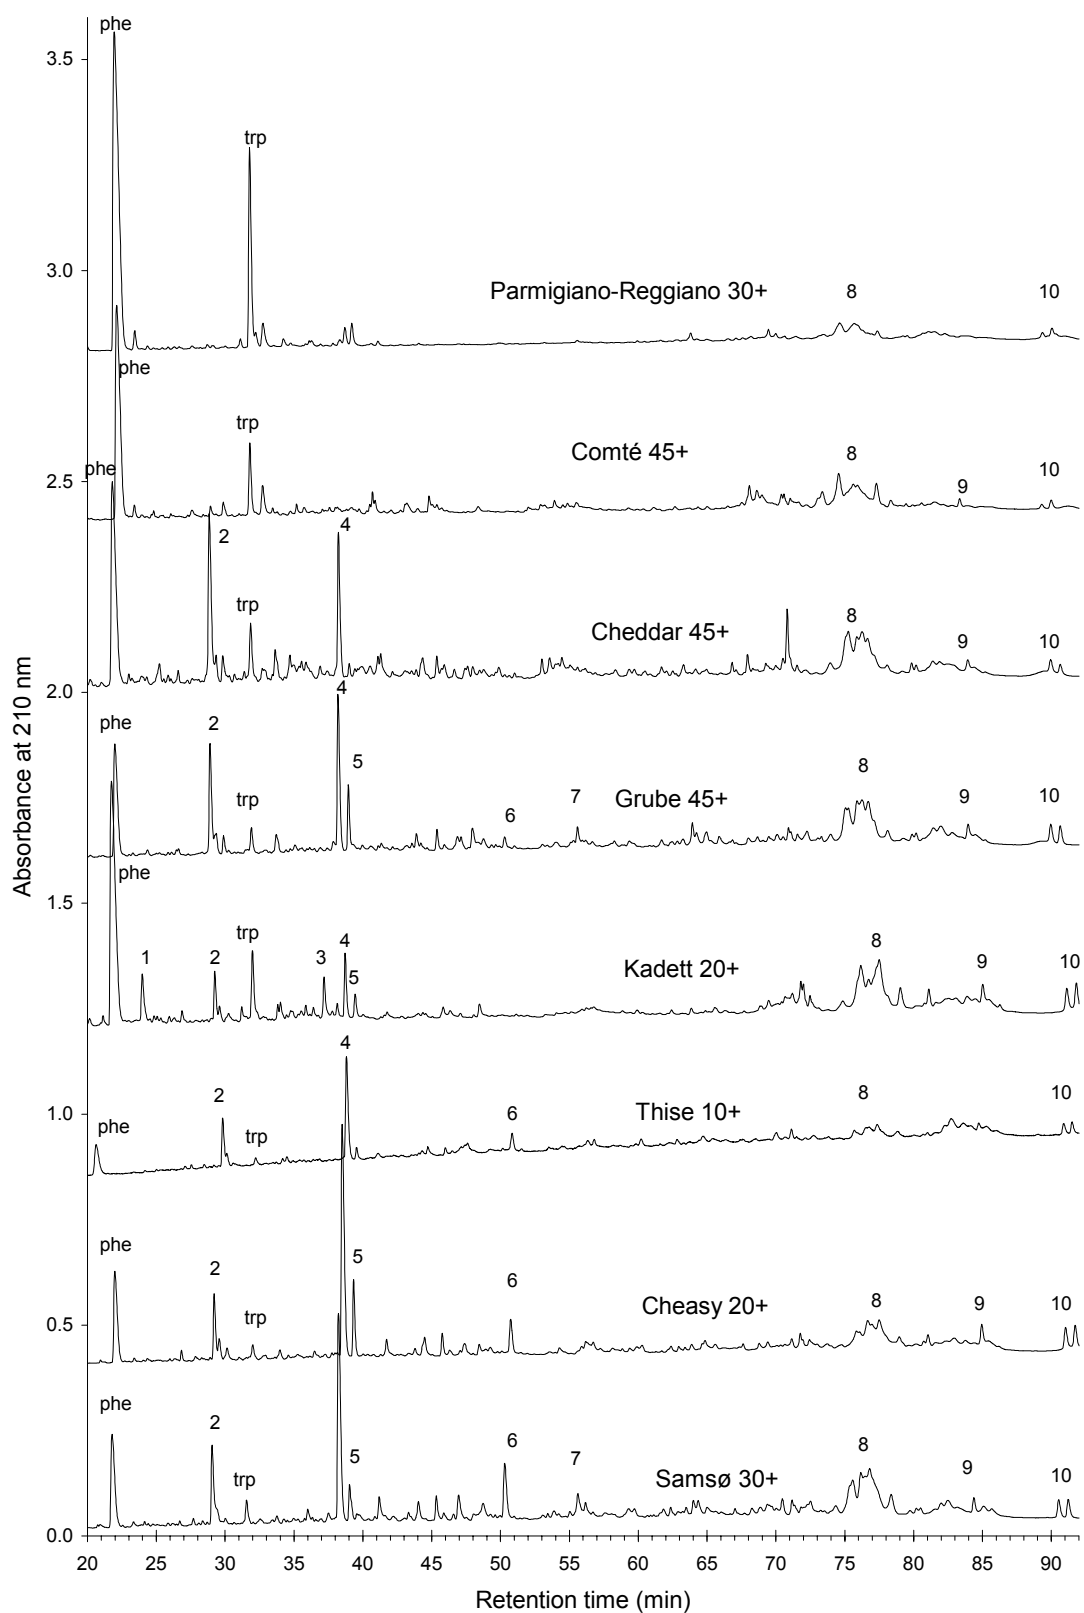 phe
3.5
trp
3.0
Parmigiano-Reggiano 30+
8
10
phe
trp
Comté 45+
8
10
phe
2.5
9
2
4
trp
Cheddar 45+
8
9
10
2.0
4
phe
2
5
8
trp
6
7
Grube 45+
9
10
phe
1.5
1
2
trp
3
4
5
Kadett 20+
8
9
10
4
1.0
phe
2
trp
6
Thise 10+
8
10
phe
2
5
6
trp
0.5
Cheasy 20+
8
9
10
phe
2
trp
5
6
7
Samsø 30+
8
9
10
0.0
20 25 30 35 40 45 50 55 60 65 70 75 80 85 90
Retention time (min)
Absorbance at 210 nm